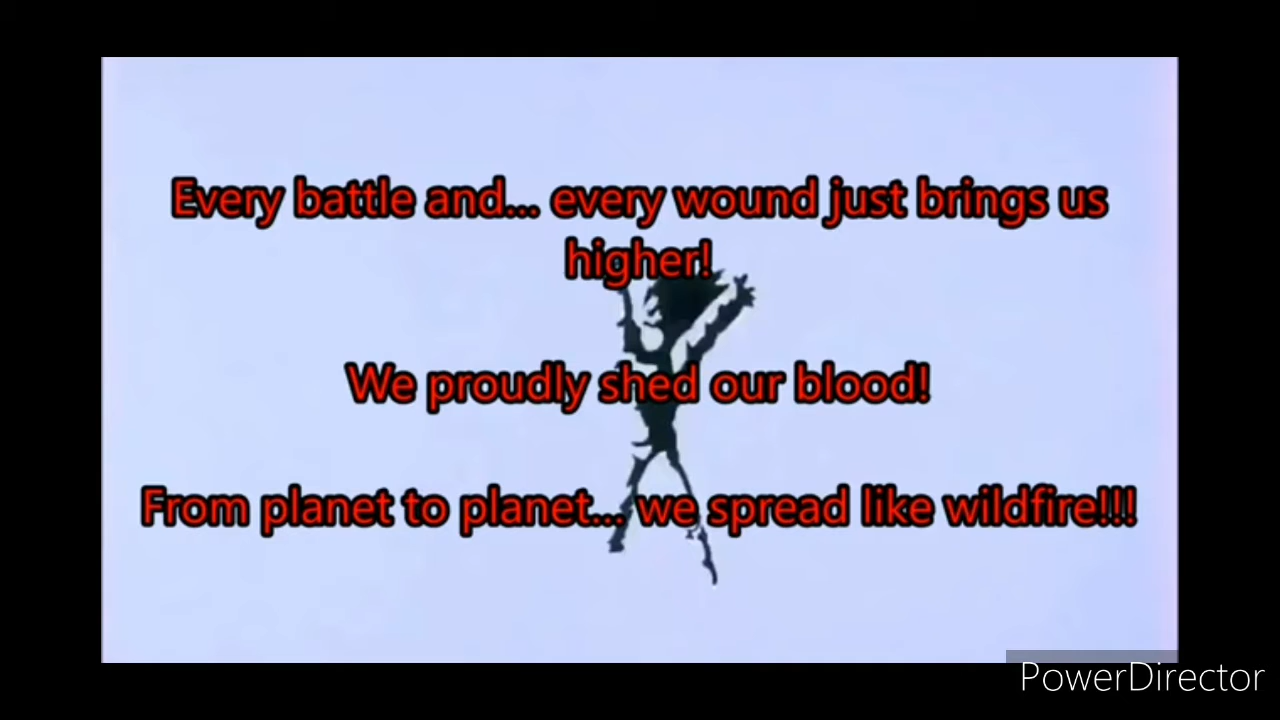 Every battle and... every wound just brings us
higher!
We proudly shed our blood!
From planet to planet... we spread like wildfire!!!
PowerDirector